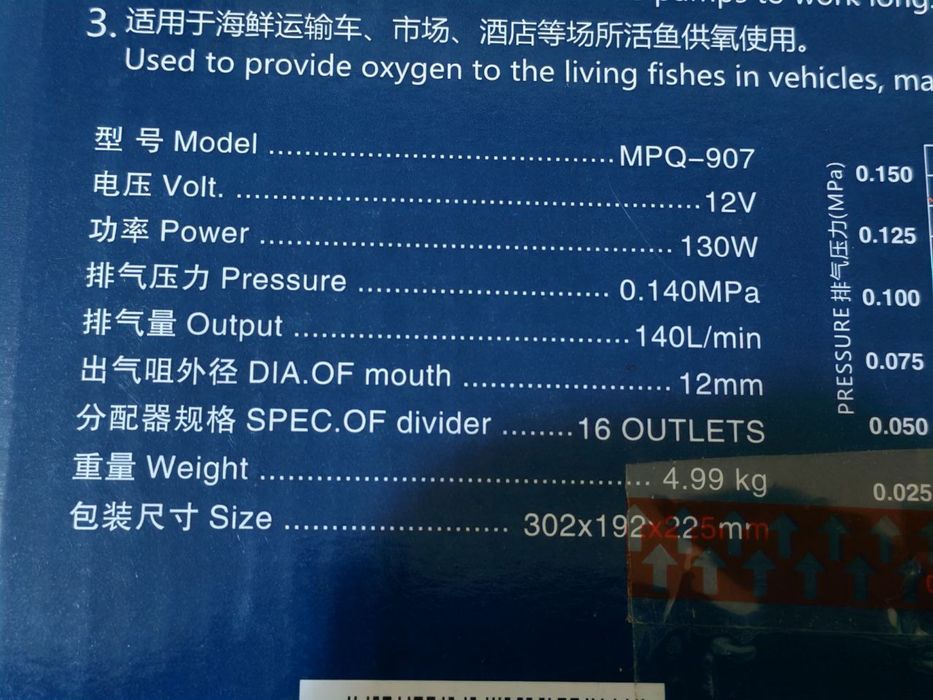 pumps to work long
3. 适用于海鲜运输车、市场、酒店等场所活鱼供氧使用。
Used to provide oxygen to the living fishes in vehicles, ma
型 号 Model ........................................ MPQ-907
电压 Volt. ........................................ 12V
功率 Power ........................................ 130W
排气压力 Pressure .............................. 0.140MPa
排气量 Output .................................. 140L/min
出气咀外径 DIA.OF mouth ........................ 12mm
分配器规格 SPEC.OF divider ........16 OUTLETS
重量 Weight ........................................ 4.99 kg
包装尺寸 Size .......................... 302x192x225mm
PRESSURE 排气压力(MPa)
0.150
0.125
0.100
0.075
0.050
0.025